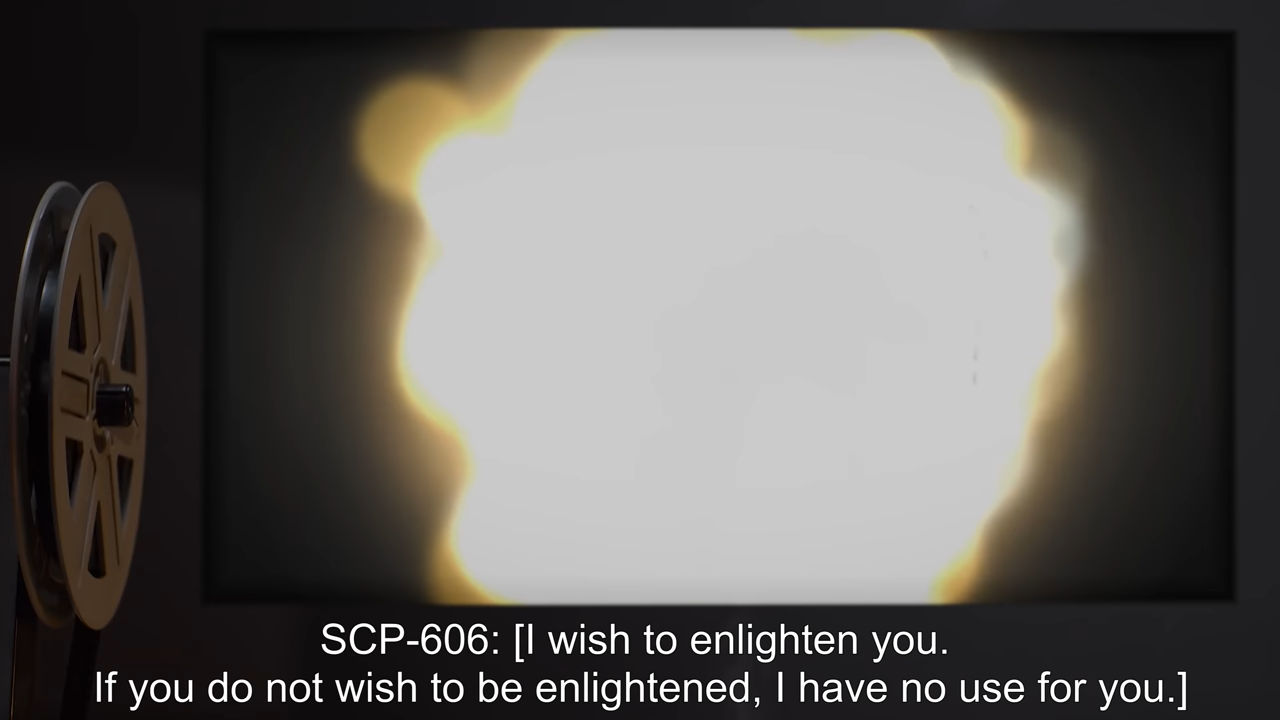 SCP-606: [I wish to enlighten you.
If you do not wish to be enlightened, I have no use for you.]